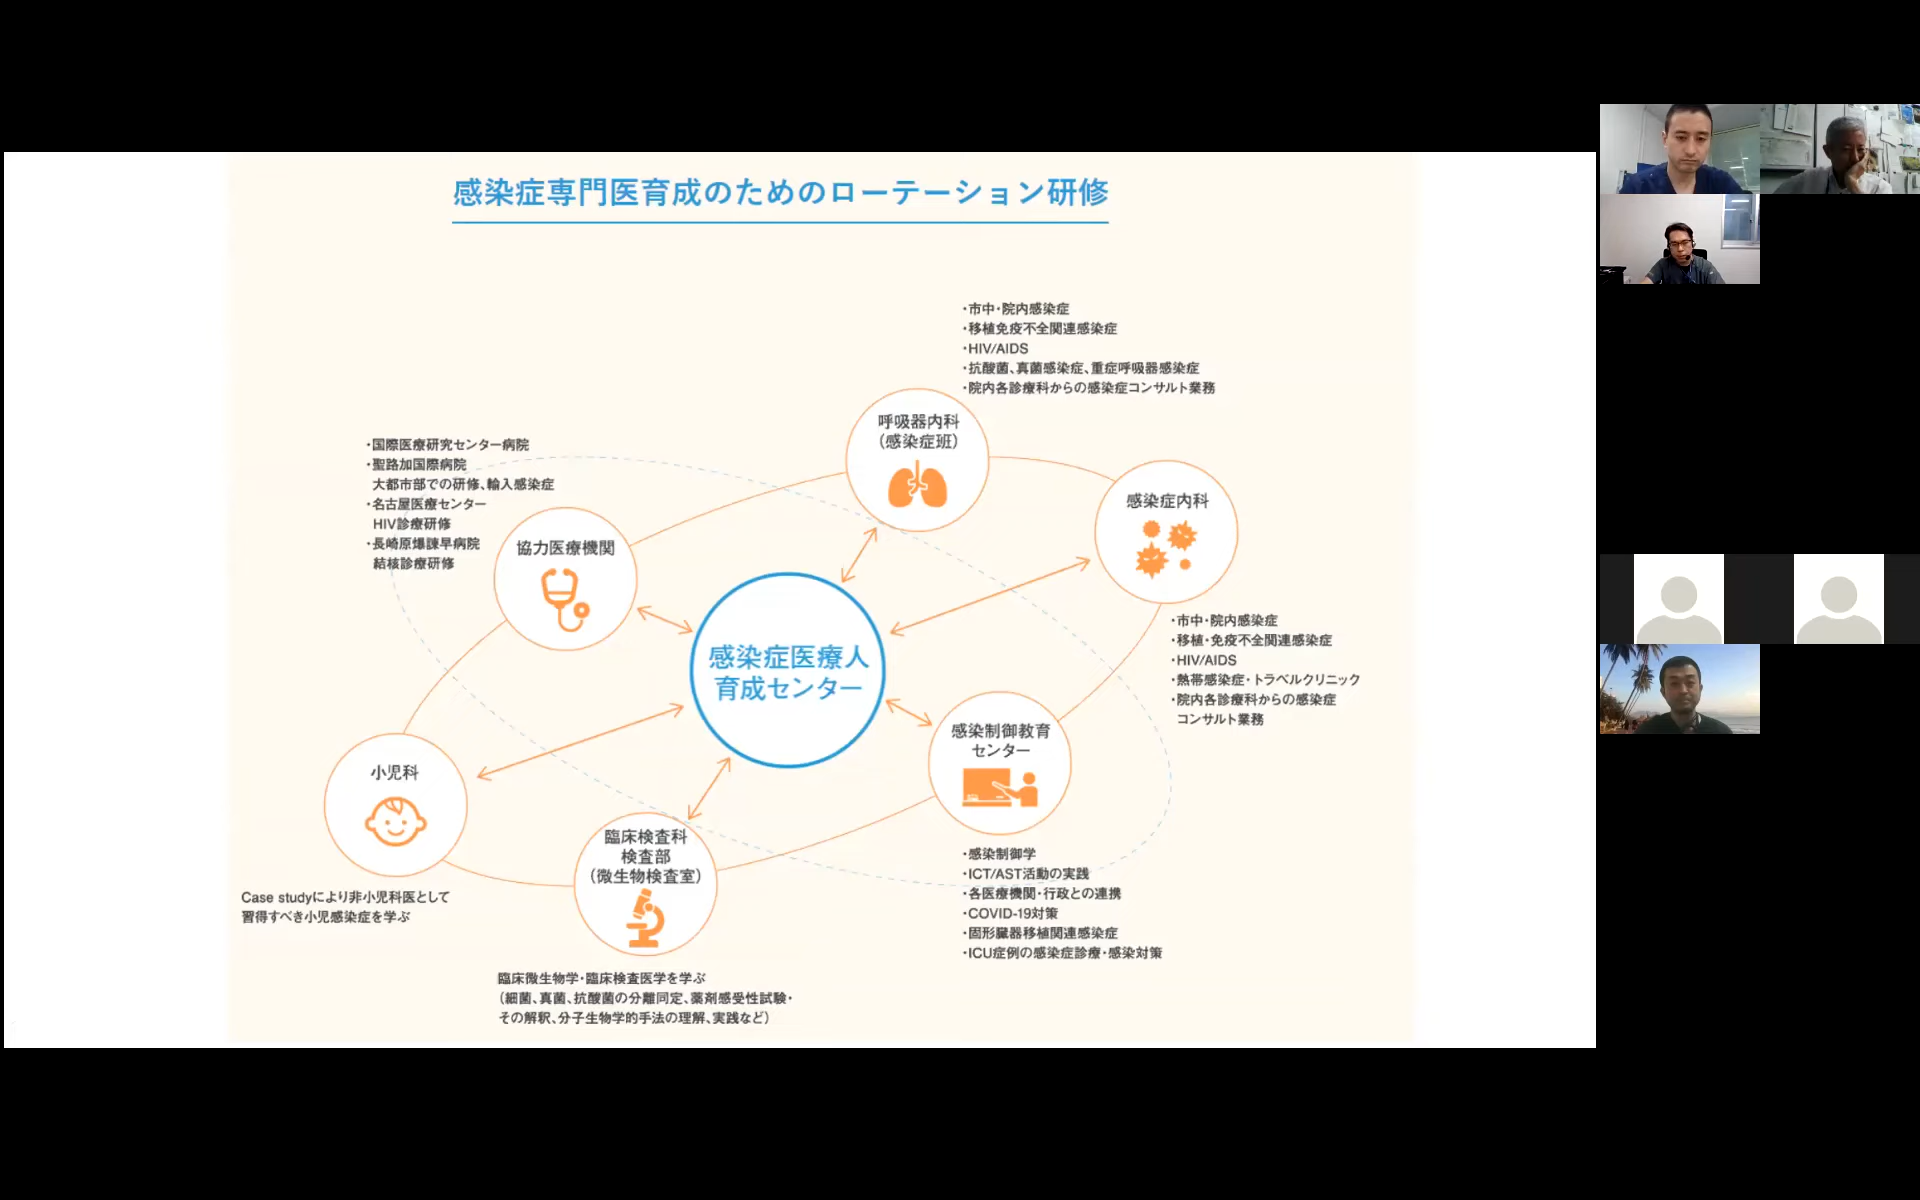 感染症専門医育成のためのローテーション研修
・市中・院内感染症
・移植免疫不全関連感染症
・HIV/AIDS
・抗酸菌、真菌感染症、重症呼吸器感染症
・院内各診療科からの感染症コンサルト業務
呼吸器内科
（感染症班）
・国際医療研究センター病院
・聖路加国際病院
大都市部での研修、輸入感染症
・名古屋医療センター
HIV診療研修
・長崎原爆諫早病院
結核診療研修
協力医療機関
感染症内科
・市中・院内感染症
・移植・免疫不全関連感染症
・HIV/AIDS
・熱帯感染症・トラベルクリニック
・院内各診療科からの感染症
コンサルト業務
感染症医療人
育成センター
感染制御教育
センター
・感染制御学
・ICT/AST活動の実践
・各医療機関・行政との連携
・COVID-19対策
・固形臓器移植関連感染症
・ICU症例の感染症診療・感染対策
小児科
Case studyにより非小児科医として
習得すべき小児感染症を学ぶ
臨床検査科
検査部
（微生物検査室）
臨床微生物学・臨床検査医学を学ぶ
（細菌、真菌、抗酸菌の分離同定、薬剤感受性試験・
その解釈、分子生物学的手法の理解、実践など）